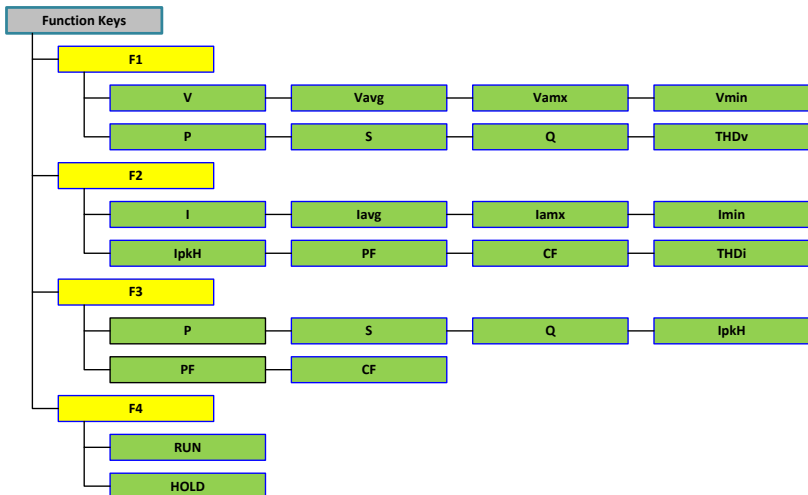 Function Keys
F1
V Vavg Vamx Vmin
P S Q THDv
F2
I Iavg Iamx Imin
IpkH PF CF THDi
F3
P S Q IpkH
PF CF
F4
RUN
HOLD